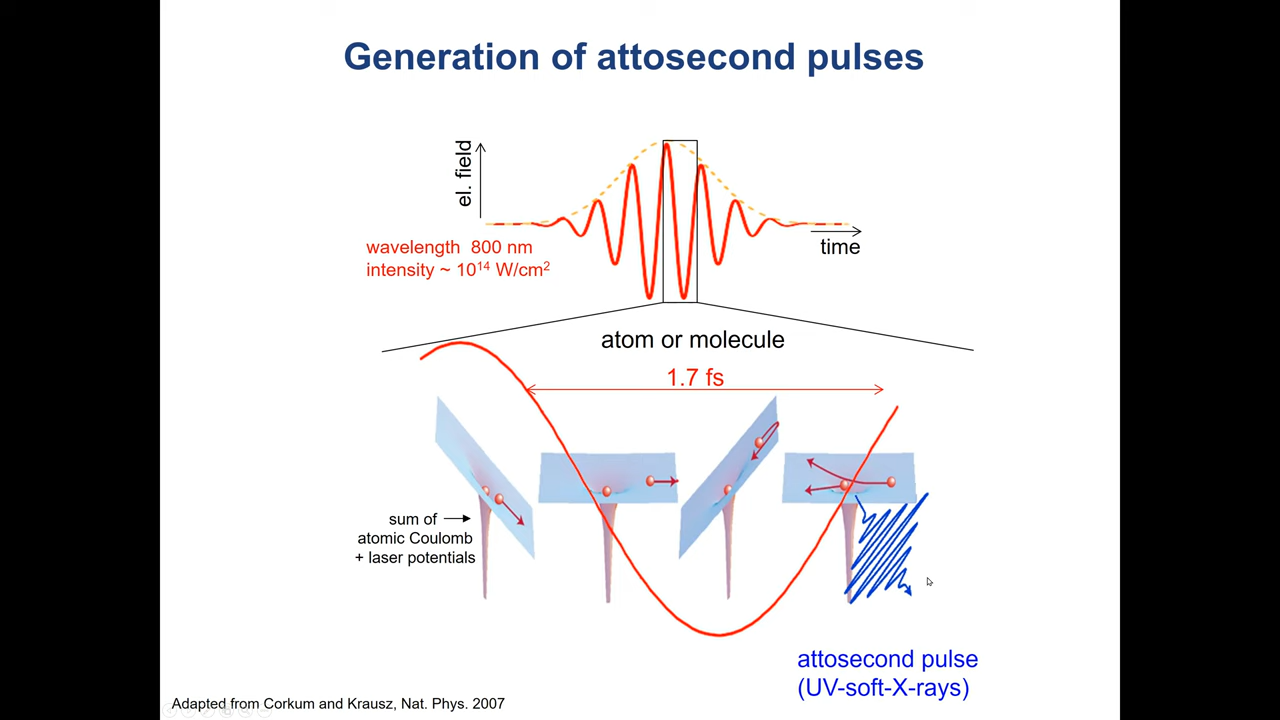 Generation of attosecond pulses
el. field
time
wavelength 800 nm
intensity ~ 10¹⁴ W/cm²
atom or molecule
1.7 fs
sum of
atomic Coulomb
+ laser potentials
attosecond pulse
(UV-soft-X-rays)
Adapted from Corkum and Krausz, Nat. Phys. 2007